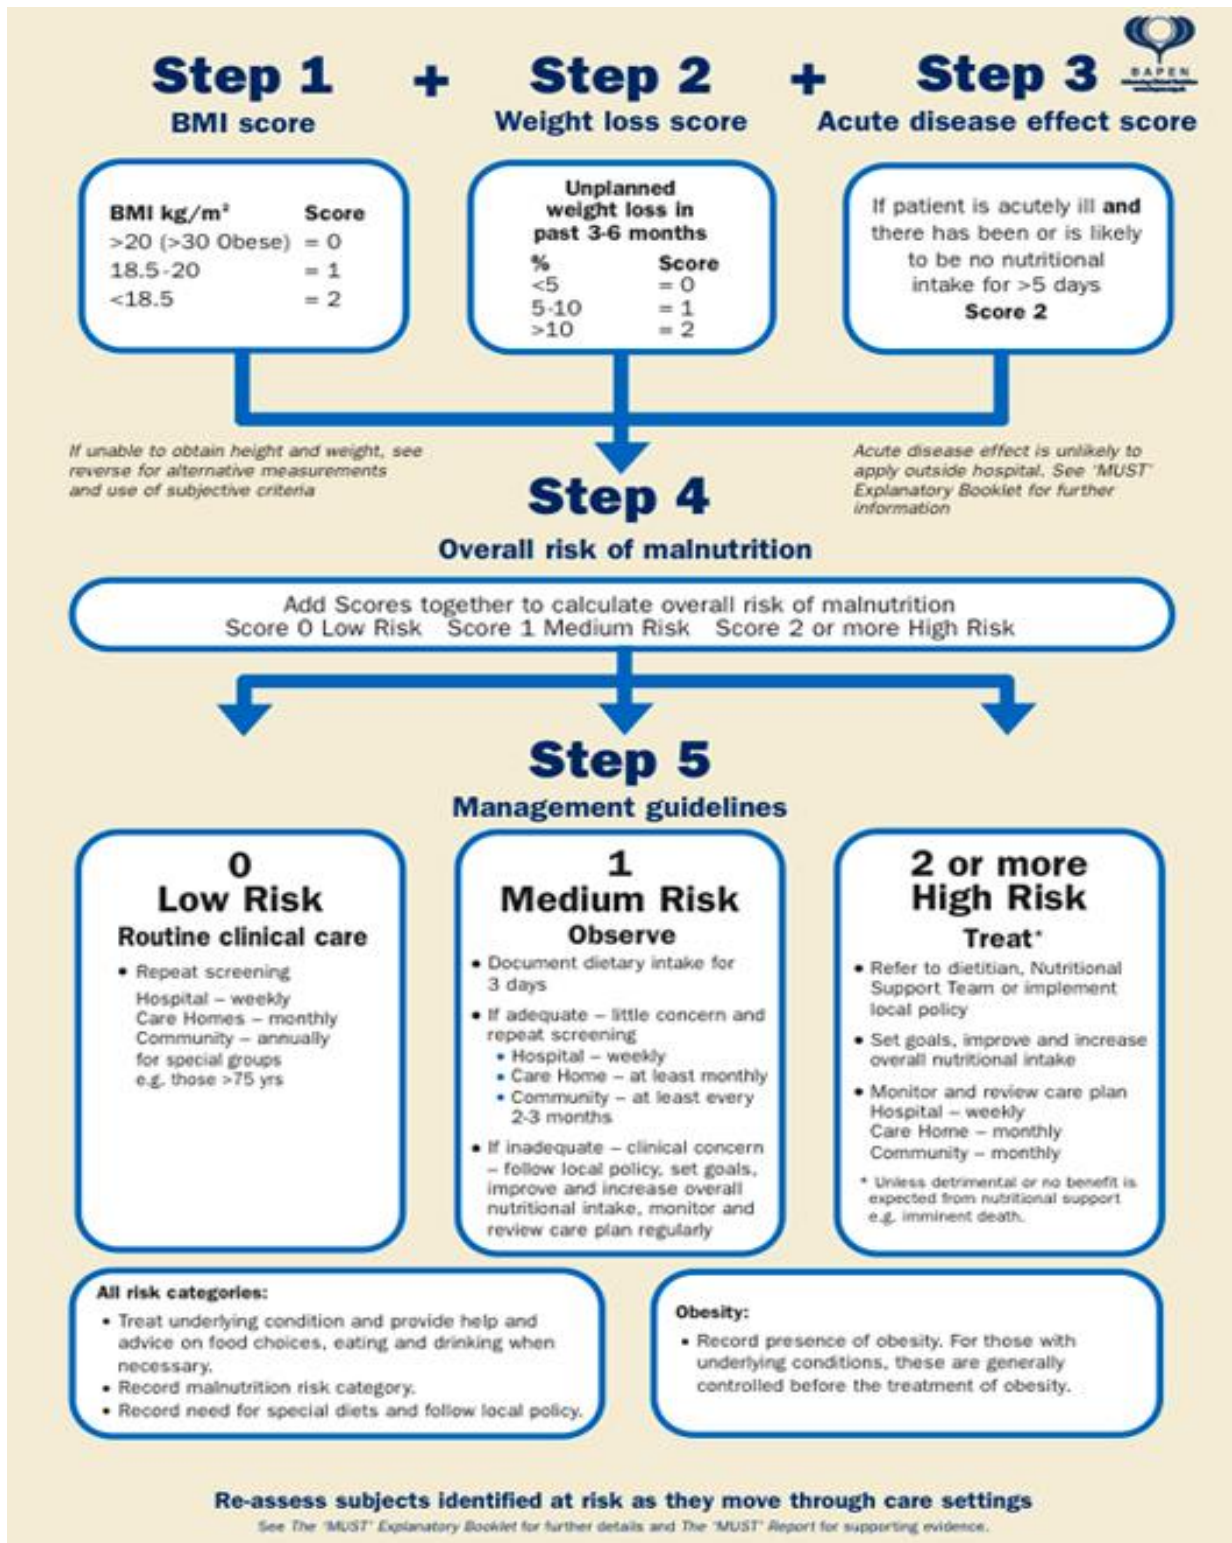 Step 1 + Step 2 + Step 3
BAPEN
BMI score
Weight loss score
Acute disease effect score
BMI kg/m² Score
>20 (>30 Obese) = 0
18.5-20 = 1
<18.5 = 2
Unplanned
weight loss in
past 3-6 months
% Score
<5 = 0
5-10 = 1
>10 = 2
If patient is acutely ill and
there has been or is likely
to be no nutritional
intake for >5 days
Score 2
If unable to obtain height and weight, see
reverse for alternative measurements
and use of subjective criteria
Acute disease effect is unlikely to
apply outside hospital. See 'MUST'
Explanatory Booklet for further
information
Step 4
Overall risk of malnutrition
Add Scores together to calculate overall risk of malnutrition
Score 0 Low Risk Score 1 Medium Risk Score 2 or more High Risk
Step 5
Management guidelines
0
Low Risk
Routine clinical care
• Repeat screening
Hospital – weekly
Care Homes – monthly
Community – annually
for special groups
e.g. those >75 yrs
1
Medium Risk
Observe
• Document dietary intake for
3 days
• If adequate – little concern and
repeat screening
• Hospital – weekly
• Care Home – at least monthly
• Community – at least every
2-3 months
• If inadequate – clinical concern
– follow local policy, set goals,
improve and increase overall
nutritional intake, monitor and
review care plan regularly
2 or more
High Risk
Treat*
• Refer to dietitian, Nutritional
Support Team or implement
local policy
• Set goals, improve and increase
overall nutritional intake
• Monitor and review care plan
Hospital – weekly
Care Home – monthly
Community – monthly
* Unless detrimental or no benefit is
expected from nutritional support
e.g. imminent death.
All risk categories:
• Treat underlying condition and provide help and
advice on food choices, eating and drinking when
necessary.
• Record malnutrition risk category.
• Record need for special diets and follow local policy.
Obesity:
• Record presence of obesity. For those with
underlying conditions, these are generally
controlled before the treatment of obesity.
Re-assess subjects identified at risk as they move through care settings
See The 'MUST' Explanatory Booklet for further details and The 'MUST' Report for supporting evidence.